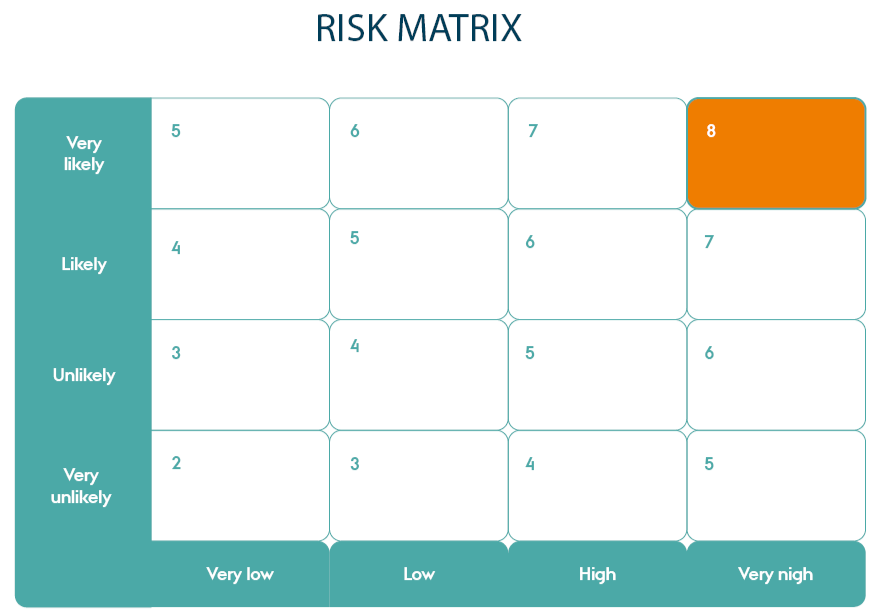 RISK MATRIX
Very
likely
5
6
7
8
Likely
4
5
6
7
Unlikely
3
4
5
6
Very
unlikely
2
3
4
5
Very low
Low
High
Very nigh